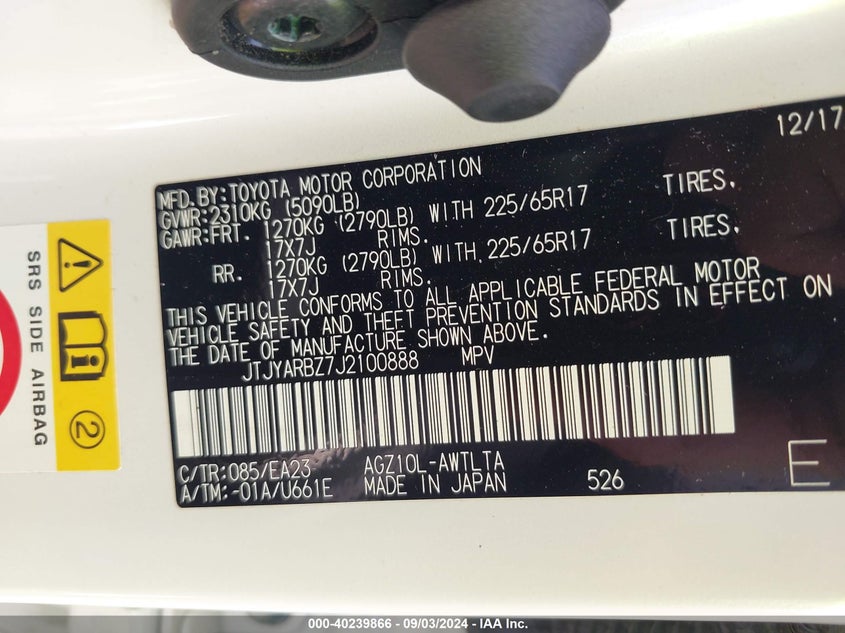 12/17
MFD.BY:TOYOTA MOTOR CORPORATION
GVWR:2310KG (5090LB)
GAWR:FRT. 1270KG (2790LB) WITH 225/65R17 TIRES.
17X7J RIMS.
RR. 1270KG (2790LB) WITH 225/65R17 TIRES.
17X7J RIMS.
THIS VEHICLE CONFORMS TO ALL APPLICABLE FEDERAL MOTOR
VEHICLE SAFETY AND THEFT PREVENTION STANDARDS IN EFFECT ON
THE DATE OF MANUFACTURE SHOWN ABOVE.
JTJYARBZ7J2100888 MPV
C/TR:085/EA23 AGZ10L-AWTLTA
A/TM:-01A/U661E MADE IN JAPAN 526 E
SRS SIDE AIRBAG
2
000-40239866 - 09/03/2024 - IAA Inc.